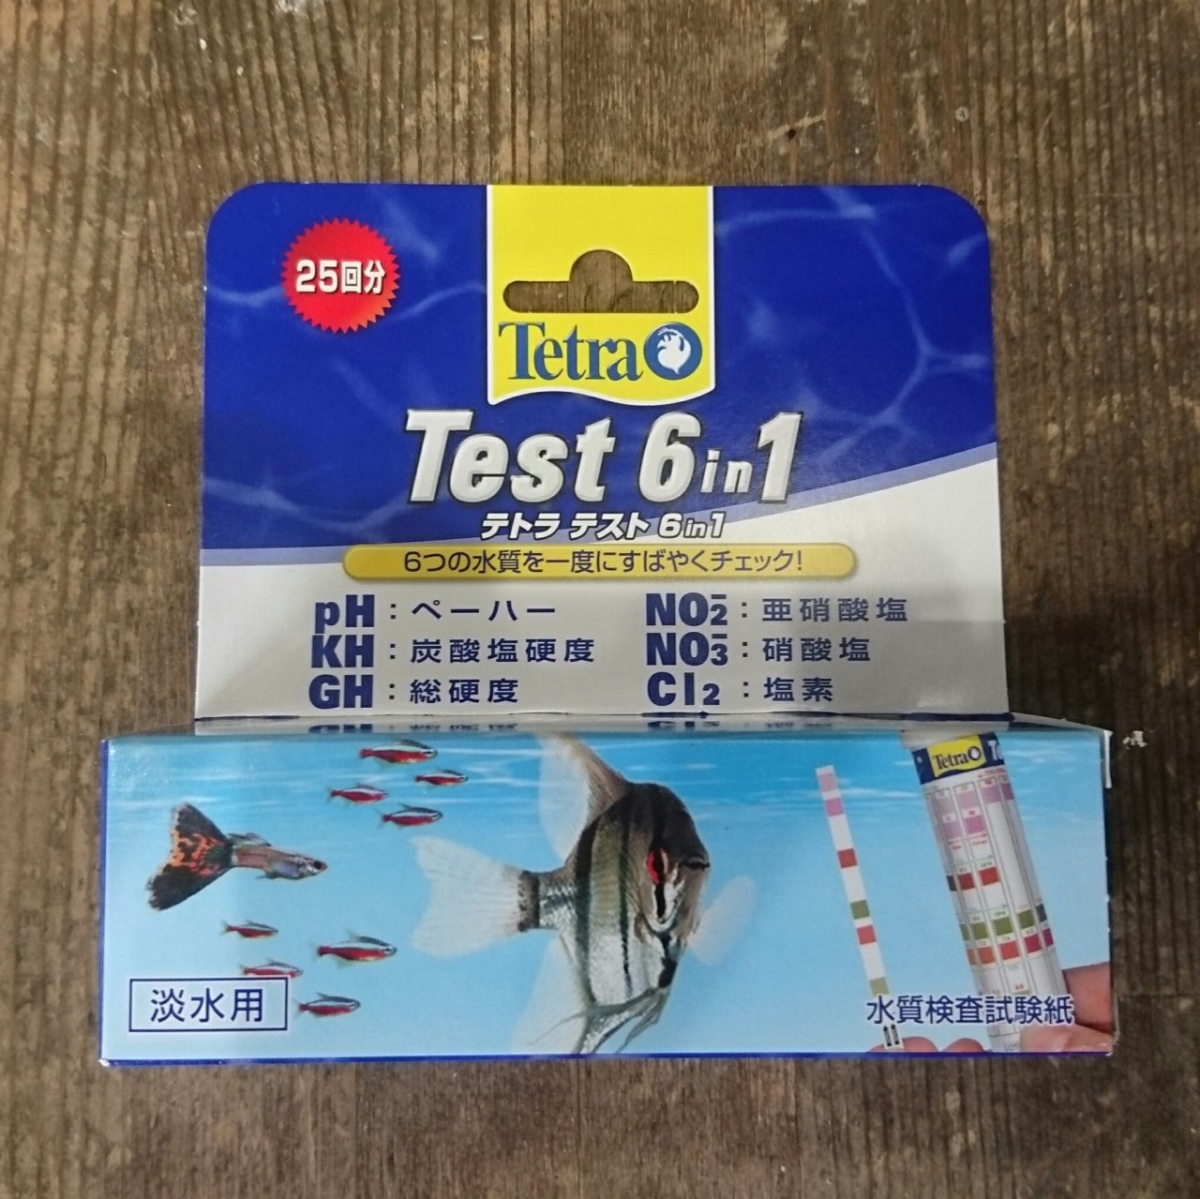 25回分
Tetra
Test 6in1
テトラ テスト 6in1
6つの水質を一度にすばやくチェック!
pH:ペーハー
KH:炭酸塩硬度
GH:総硬度
NO₂⁻:亜硝酸塩
NO₃⁻:硝酸塩
Cl₂:塩素
Tetra
淡水用
水質検査試験紙